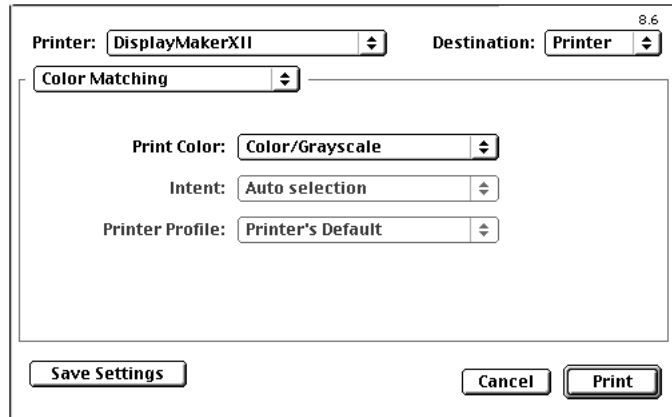 8.6
Printer: DisplayMakerXII Destination: Printer
Color Matching
Print Color: Color/Grayscale
Intent: Auto selection
Printer Profile: Printer's Default
Save Settings
Cancel Print